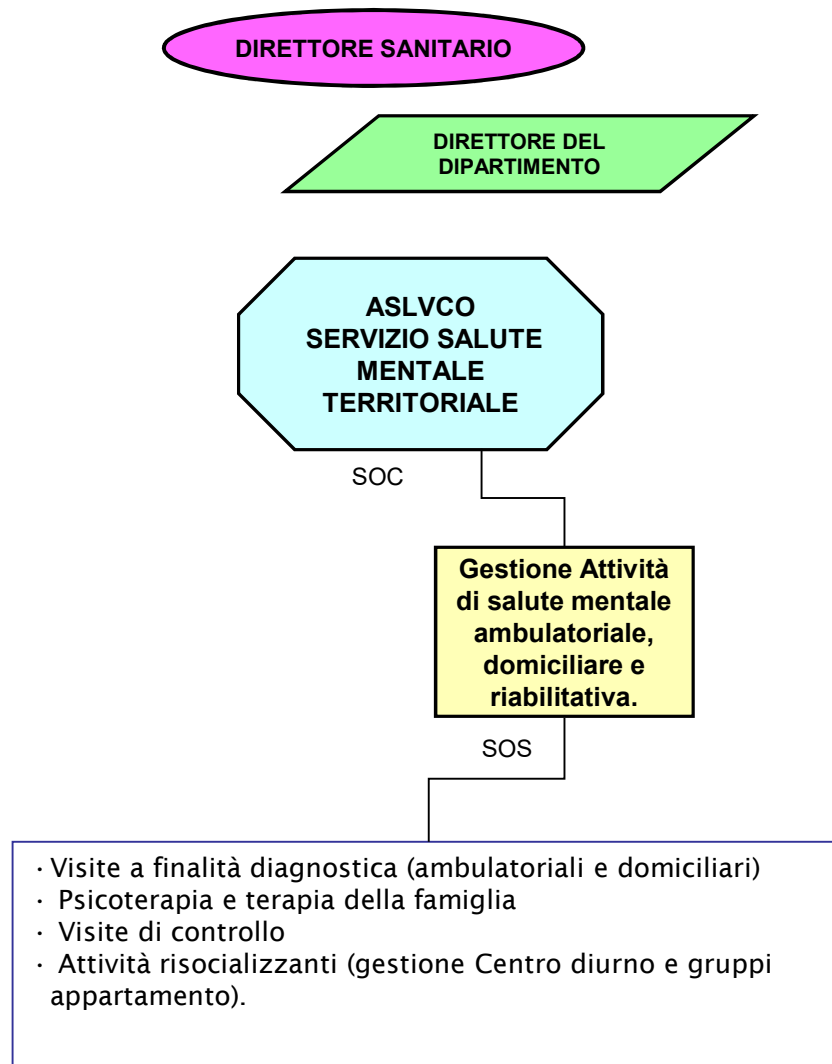 DIRETTORE SANITARIO
DIRETTORE DEL
DIPARTIMENTO
ASLVCO
SERVIZIO SALUTE
MENTALE
TERRITORIALE
SOC
Gestione Attività
di salute mentale
ambulatoriale,
domiciliare e
riabilitativa.
SOS
· Visite a finalità diagnostica (ambulatoriali e domiciliari)
· Psicoterapia e terapia della famiglia
· Visite di controllo
· Attività risocializzanti (gestione Centro diurno e gruppi
appartamento).